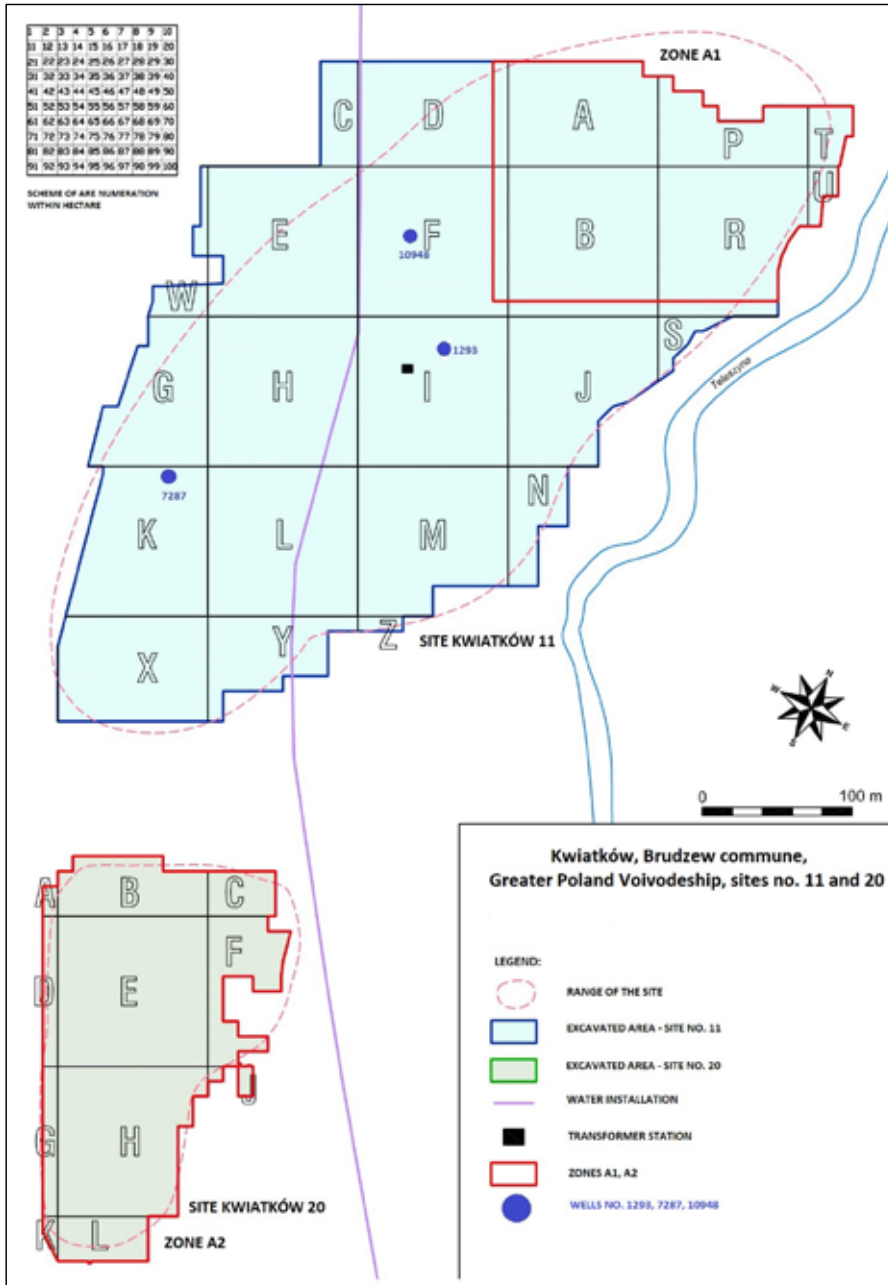 1 2 3 4 5 6 7 8 9 10
11 12 13 14 15 16 17 18 19 20
21 22 23 24 25 26 27 28 29 30
31 32 33 34 35 36 37 38 39 40
41 42 43 44 45 46 47 48 49 50
51 52 53 54 55 56 57 58 59 60
61 62 63 64 65 66 67 68 69 70
71 72 73 74 75 76 77 78 79 80
81 82 83 84 85 86 87 88 89 90
91 92 93 94 95 96 97 98 99 100
SCHEME OF ARE NUMERATION
WITHIN HECTARE
ZONE A1
C D A P T
U
E F B R
10948
W
S
1293
G H I J
Teleszyna
7287
N
K L M
Y Z
SITE KWIATKÓW 11
X
N
W
E
S
0 100 m
A B C
F
D E
J
G H
SITE KWIATKÓW 20
K L
ZONE A2
Kwiatków, Brudzew commune,
Greater Poland Voivodeship, sites no. 11 and 20
LEGEND:
RANGE OF THE SITE
EXCAVATED AREA - SITE NO. 11
EXCAVATED AREA - SITE NO. 20
WATER INSTALLATION
TRANSFORMER STATION
ZONES A1, A2
WELLS NO. 1293, 7287, 10948